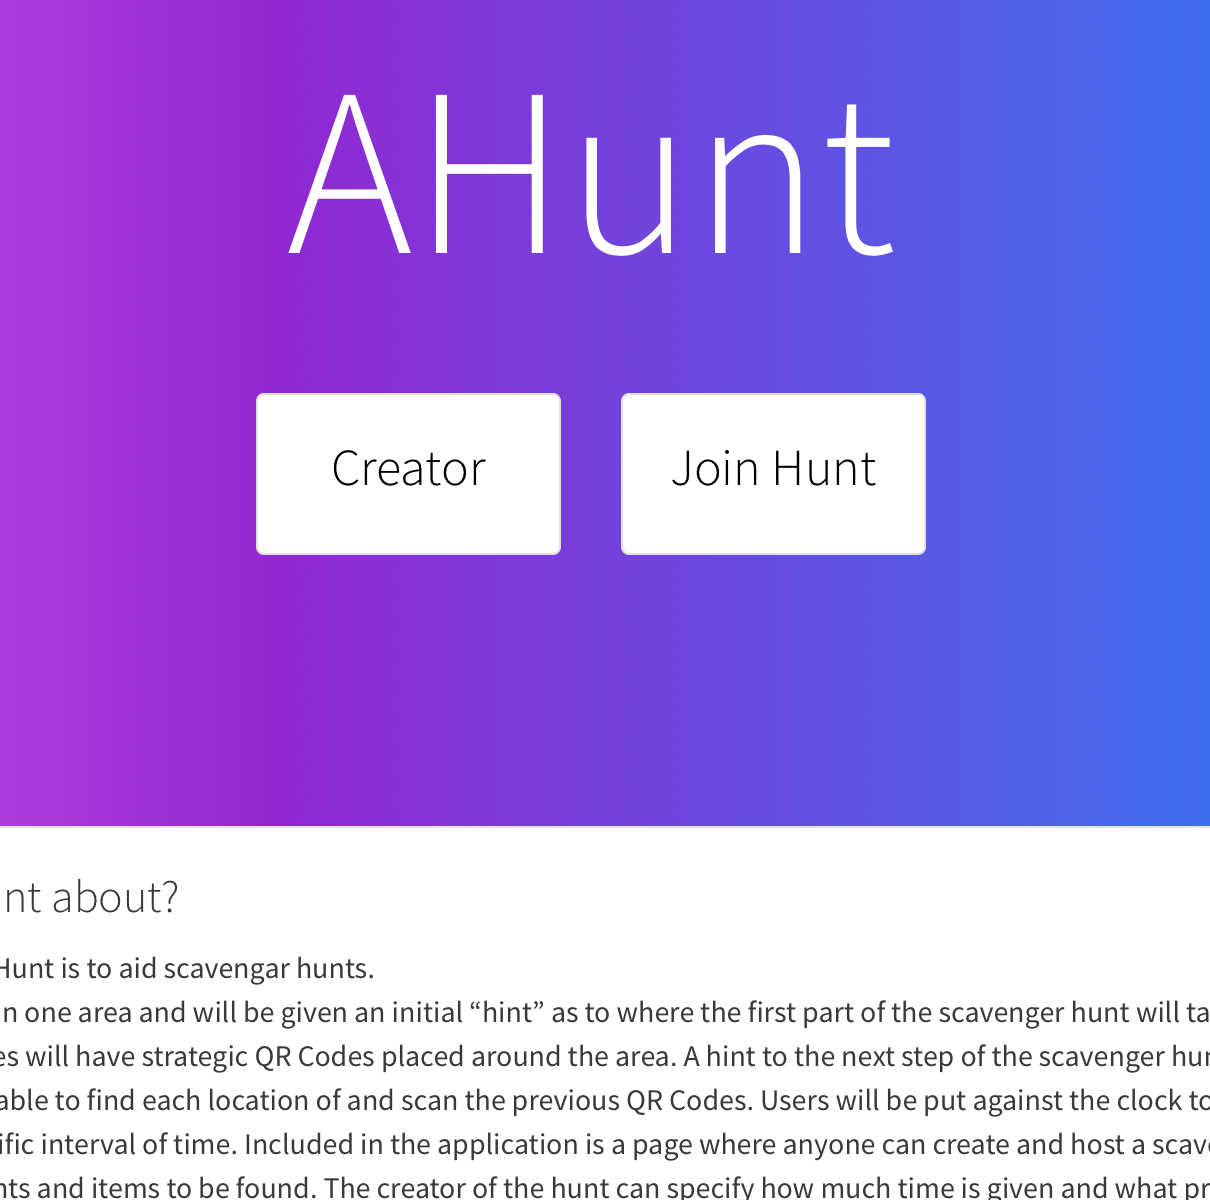 AHunt
Creator
Join Hunt
nt about?
Hunt is to aid scavengar hunts.
n one area and will be given an initial “hint” as to where the first part of the scavenger hunt will ta
es will have strategic QR Codes placed around the area. A hint to the next step of the scavenger hun
able to find each location of and scan the previous QR Codes. Users will be put against the clock to
ific interval of time. Included in the application is a page where anyone can create and host a scave
nts and items to be found. The creator of the hunt can specify how much time is given and what pr